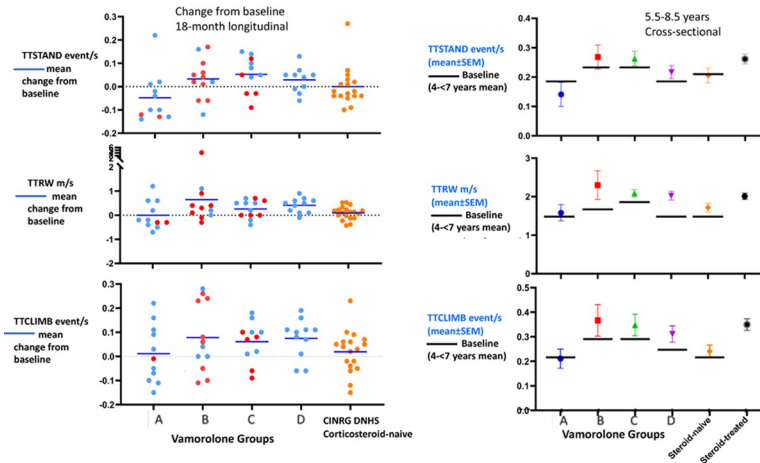 Change from baseline
18-month longitudinal
TTSTAND event/s
mean
change from
baseline
0.3
0.2
0.1
0.0
-0.1
0.2
TTRW m/s
mean
change from
baseline
2
1
0
-1
-2
TTCLIMB event/s
mean
change from
baseline
0.3
0.2
0.1
0.0
-0.1
-0.2
A B C D CINRG DNHS
Corticosteroid-naive
Vamorolone Groups
5.5-8.5 years
Cross-sectional
TTSTAND event/s
(mean±SEM)
Baseline
(4-<7 years mean)
0.4
0.3
0.2
0.1
0.0
TTRW m/s
(mean±SEM)
Baseline
(4-<7 years mean)
3
2
1
0
TTCLIMB event/s
(mean±SEM)
Baseline
(4-<7 years mean)
0.5
0.4
0.3
0.2
0.1
0.0
A B C D Steroid-naive Steroid-treated
Vamorolone Groups